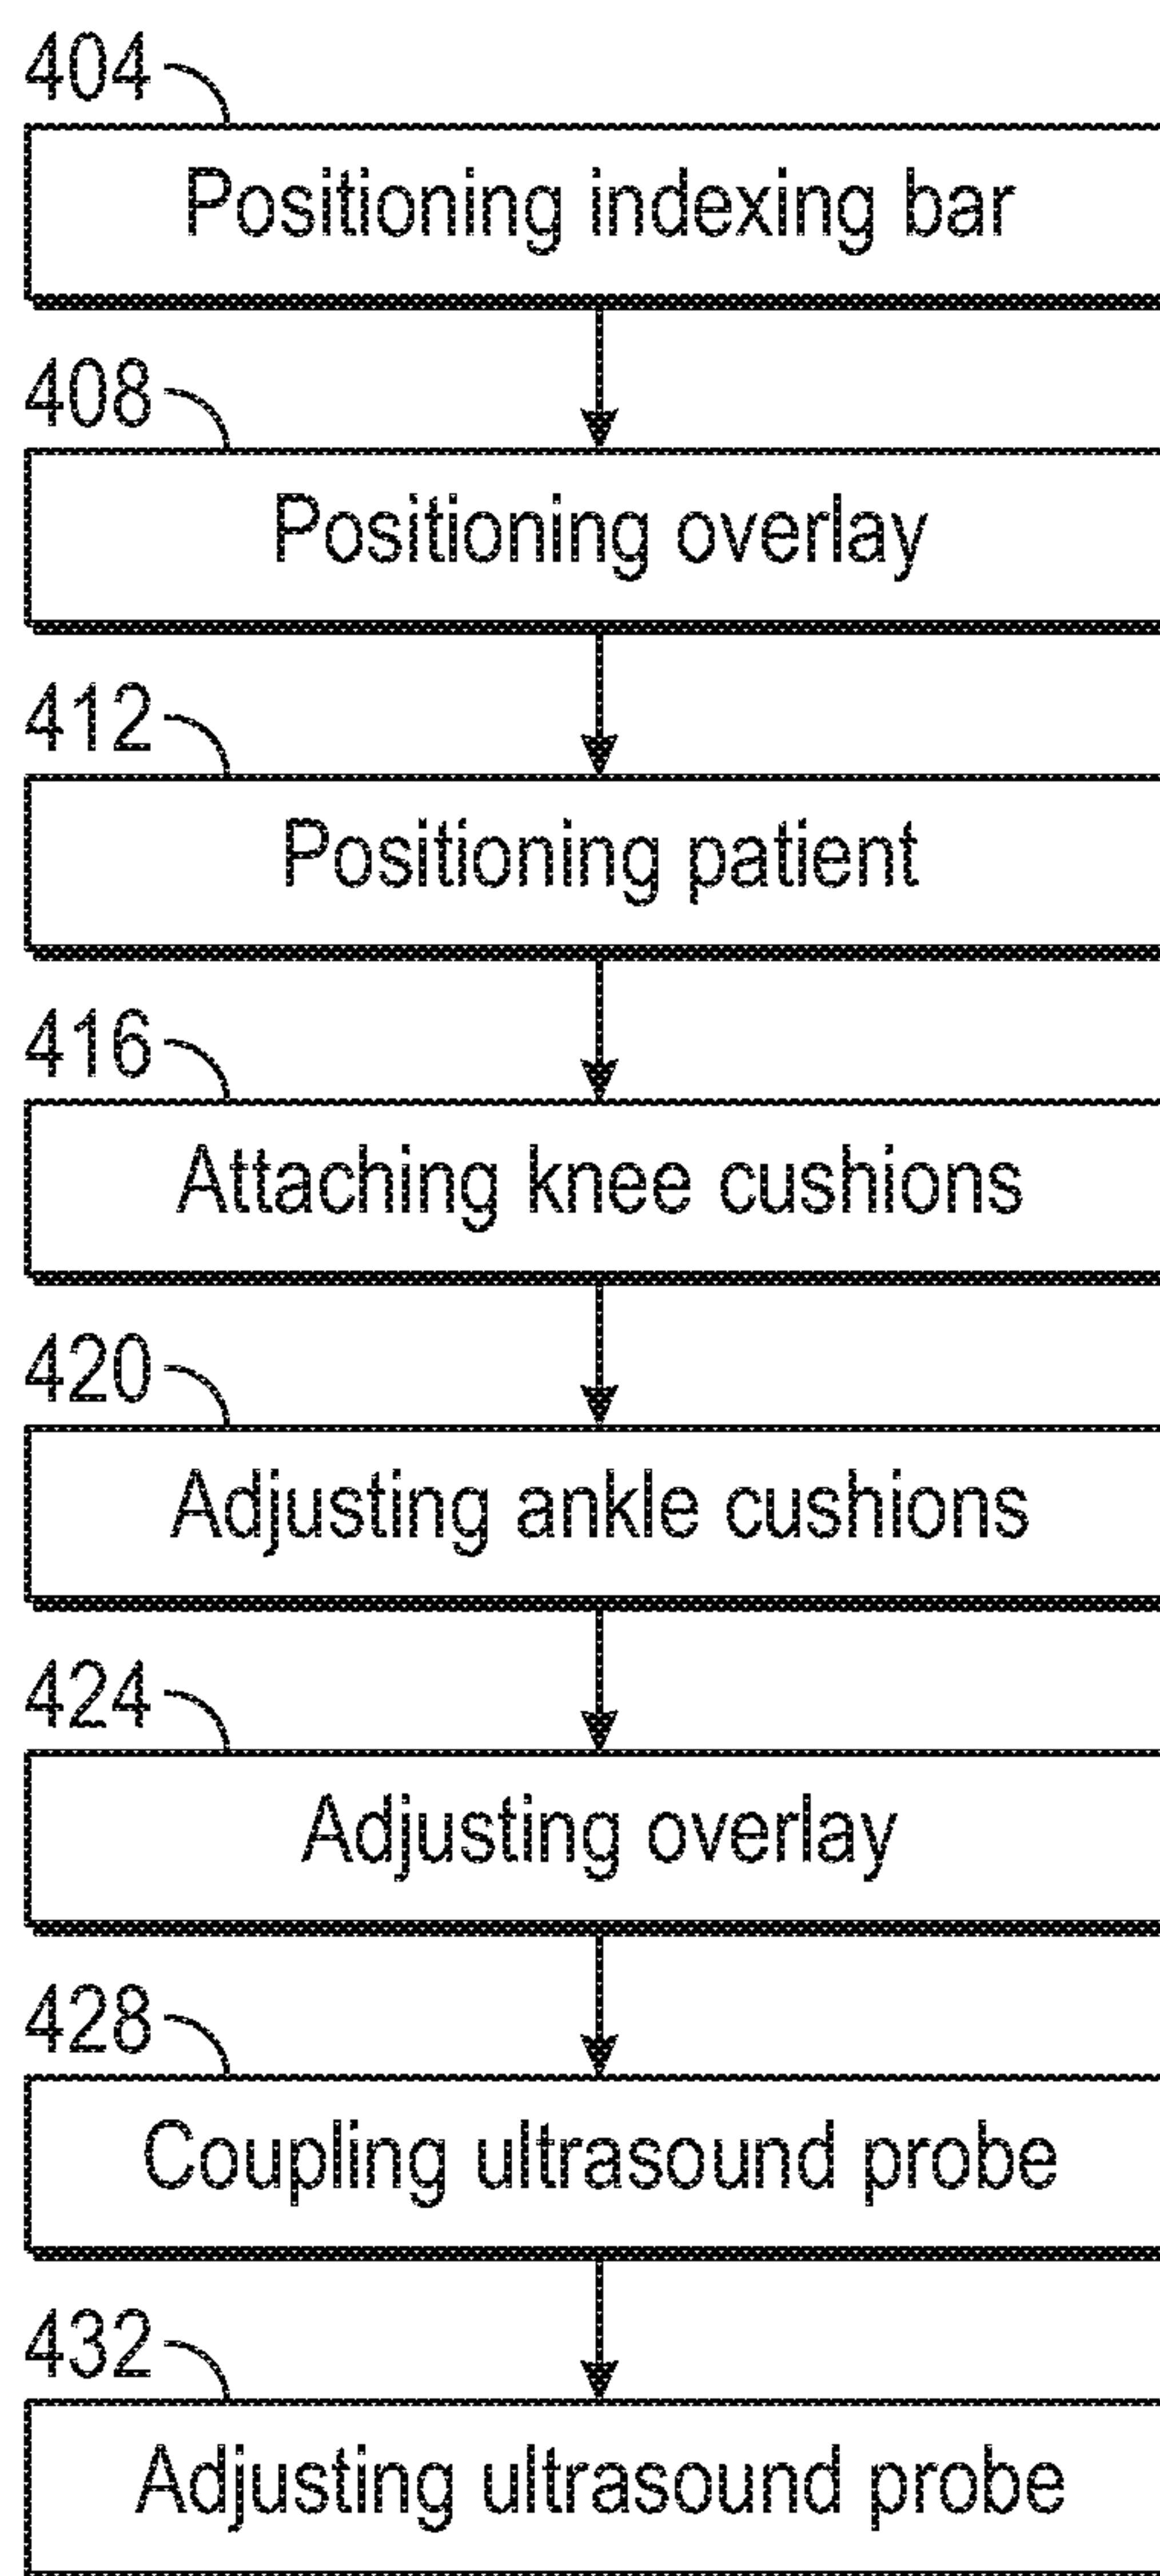 404
Positioning indexing bar
408
Positioning overlay
412
Positioning patient
416
Attaching knee cushions
420
Adjusting ankle cushions
424
Adjusting overlay
428
Coupling ultrasound probe
432
Adjusting ultrasound probe